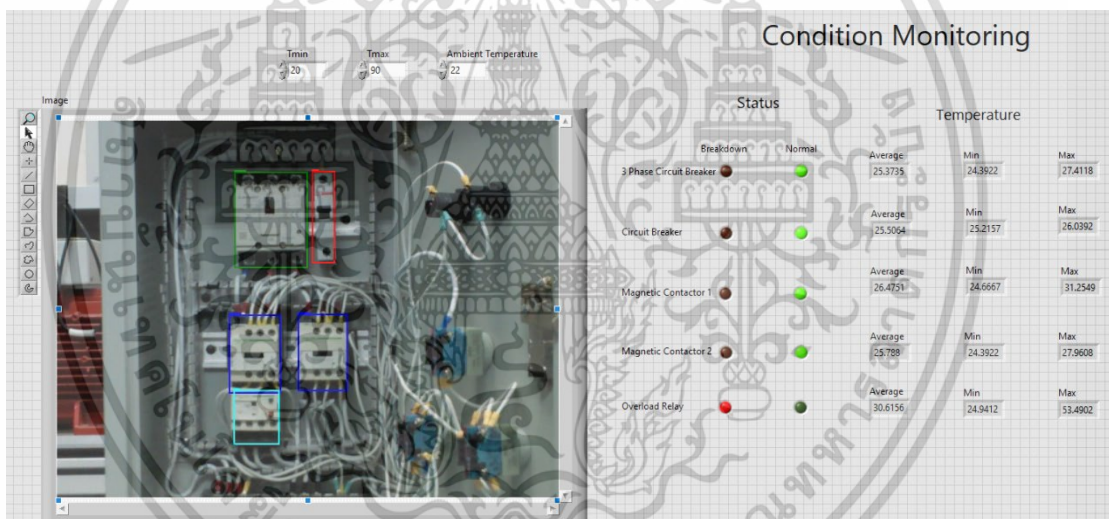 Condition Monitoring
Tmin Tmax Ambient Temperature
20 90 22
Image
Status
Temperature
Breakdown Normal
Average Min Max
3 Phase Circuit Breaker 25.3735 24.3922 27.4118
Average Min Max
Circuit Breaker 25.5064 25.2157 26.0392
Average Min Max
Magnetic Contactor 1 26.4751 24.6667 31.2549
Average Min Max
Magnetic Contactor 2 25.788 24.3922 27.9608
Average Min Max
Overload Relay 30.6156 24.9412 53.4902